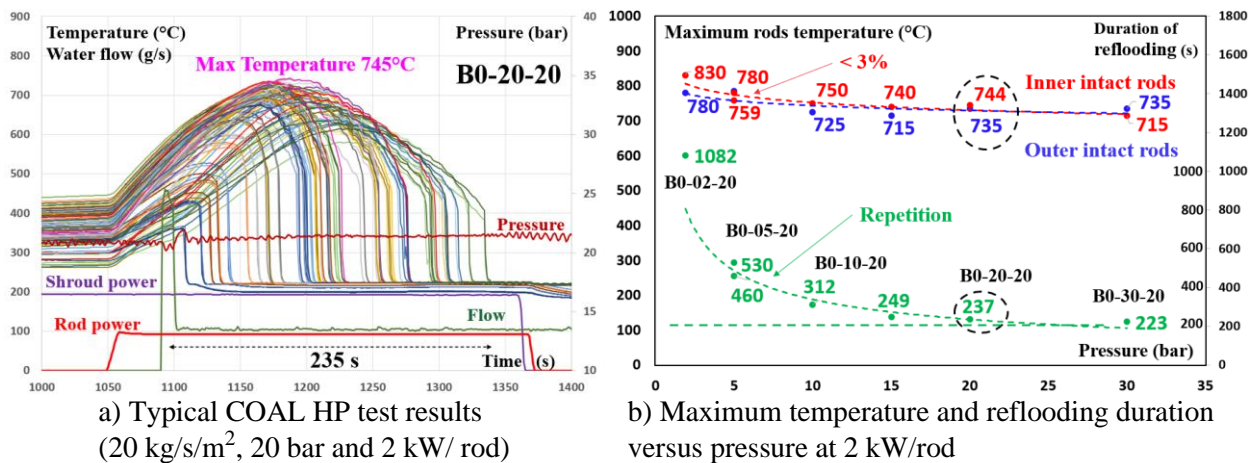 900
800
700
600
500
400
300
200
100
0
Temperature (°C)
Water flow (g/s)
Pressure (bar)
B0-20-20
Max Temperature 745°C
40
35
30
25
20
15
10
Pressure
Shroud power
Rod power
Flow
235 s
Time (s)
1000 1050 1100 1150 1200 1250 1300 1350 1400
a) Typical COAL HP test results
(20 kg/s/m², 20 bar and 2 kW/ rod)
1000
900
800
700
600
500
400
300
200
100
0
Maximum rods temperature (°C)
Duration of
reflooding (s)
1800
1600
1400
1200
1000
1000
800
600
400
200
0
< 3%
830 780
780 759
750
725
740
715
744
735
735
715
Inner intact rods
Outer intact rods
1082
B0-02-20
Repetition
B0-05-20
530
460
B0-10-20
312
249
B0-20-20
237
B0-30-20
223
Pressure (bar)
0 5 10 15 20 25 30 35
b) Maximum temperature and reflooding duration
versus pressure at 2 kW/rod